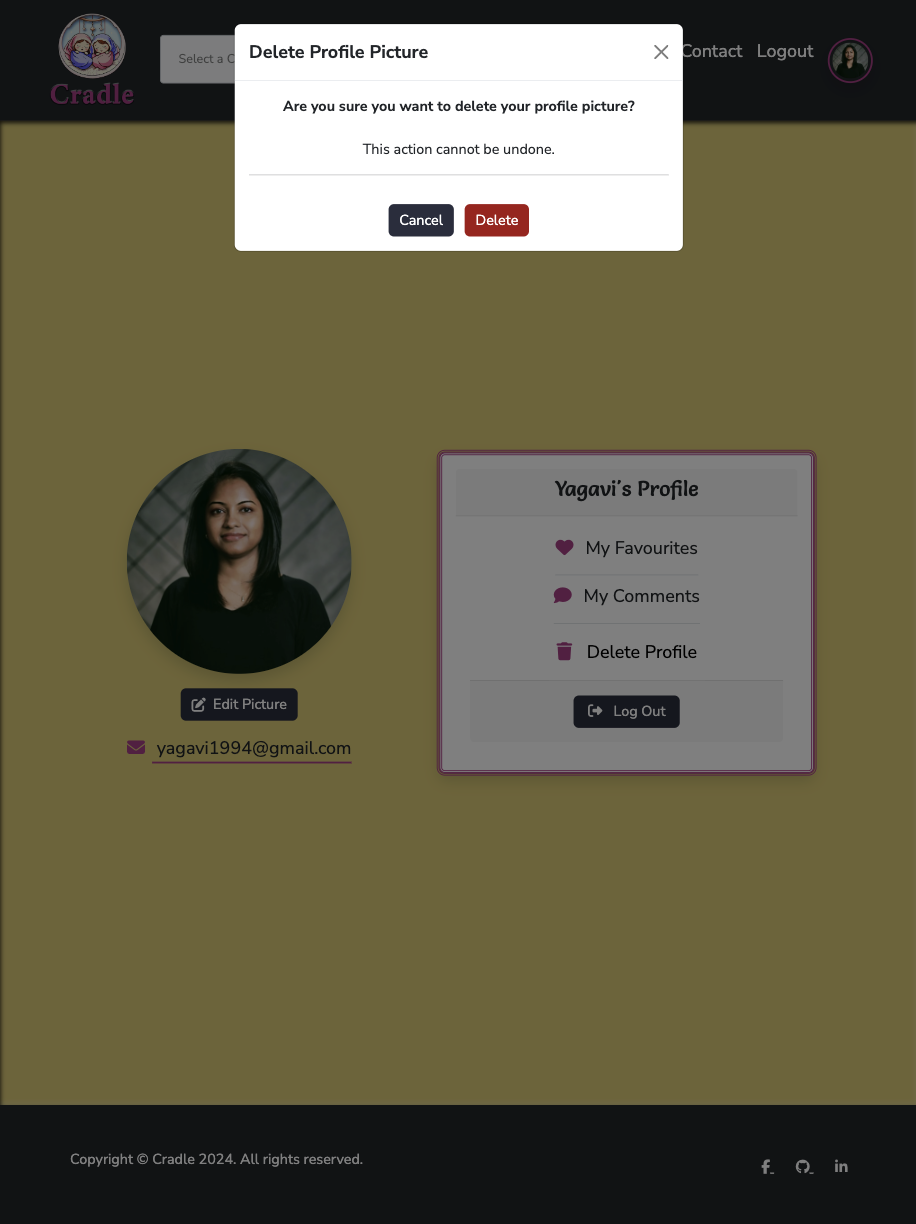 Delete Profile Picture
Select a C
Contact Logout
Cradle
Are you sure you want to delete your profile picture?
This action cannot be undone.
Cancel Delete
Yagavi's Profile
My Favourites
My Comments
Delete Profile
Log Out
Edit Picture
yagavi1994@gmail.com
Copyright © Cradle 2024. All rights reserved.